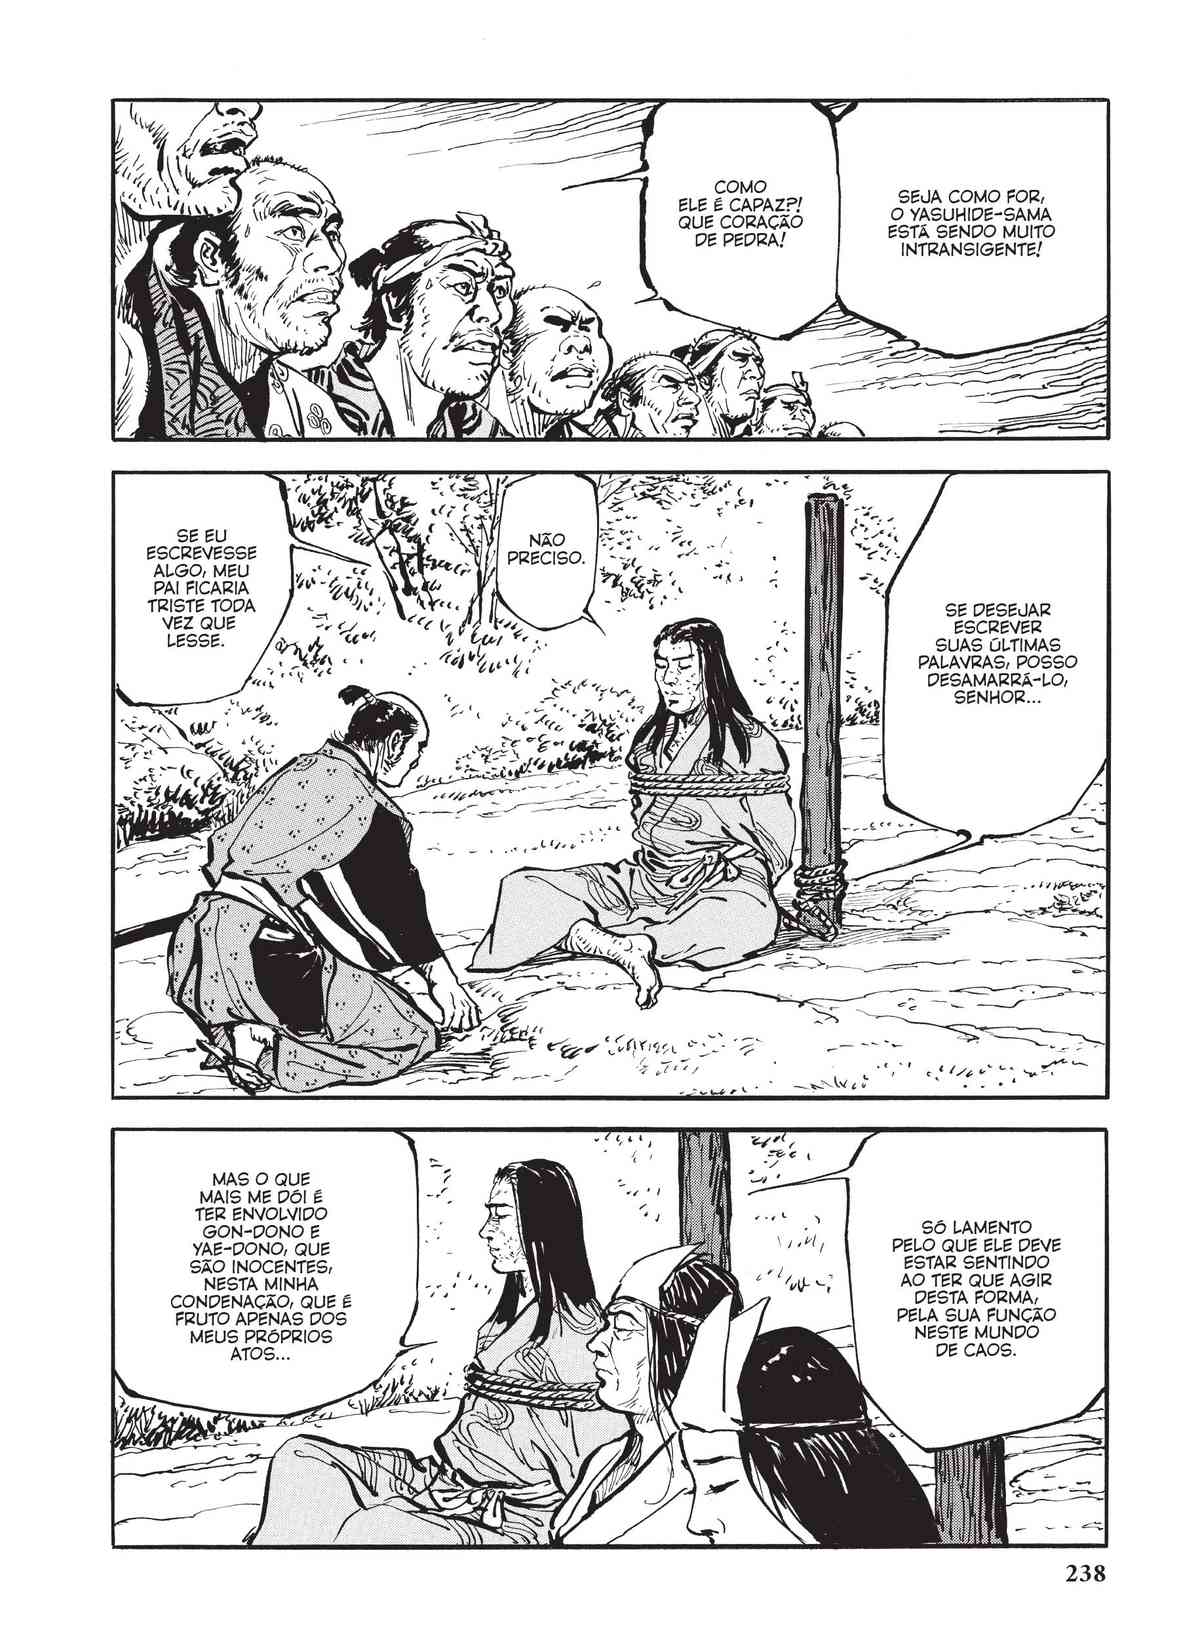 SEJA COMO FOR,
O YASUHIDE-SAMA
ESTÁ SENDO MUITO
INTRANSIGENTE!
COMO
ELE É CAPAZ?!
QUE CORAÇÃO
DE PEDRA!
SE DESEJAR
ESCREVER
SUAS ÚLTIMAS
PALAVRAS, POSSO
DESAMARRÁ-LO,
SENHOR...
NÃO
PRECISO.
SE EU
ESCREVESSE
ALGO, MEU
PAI FICARIA
TRISTE TODA
VEZ QUE
LESSE.
SÓ LAMENTO
PELO QUE ELE DEVE
ESTAR SENTINDO
AO TER QUE AGIR
DESTA FORMA,
PELA SUA FUNÇÃO
NESTE MUNDO
DE CAOS.
MAS O QUE
MAIS ME DÓI É
TER ENVOLVIDO
GON-DONO E
YAE-DONO, QUE
SÃO INOCENTES,
NESTA MINHA
CONDENAÇÃO, QUE É
FRUTO APENAS DOS
MEUS PRÓPRIOS
ATOS...
238